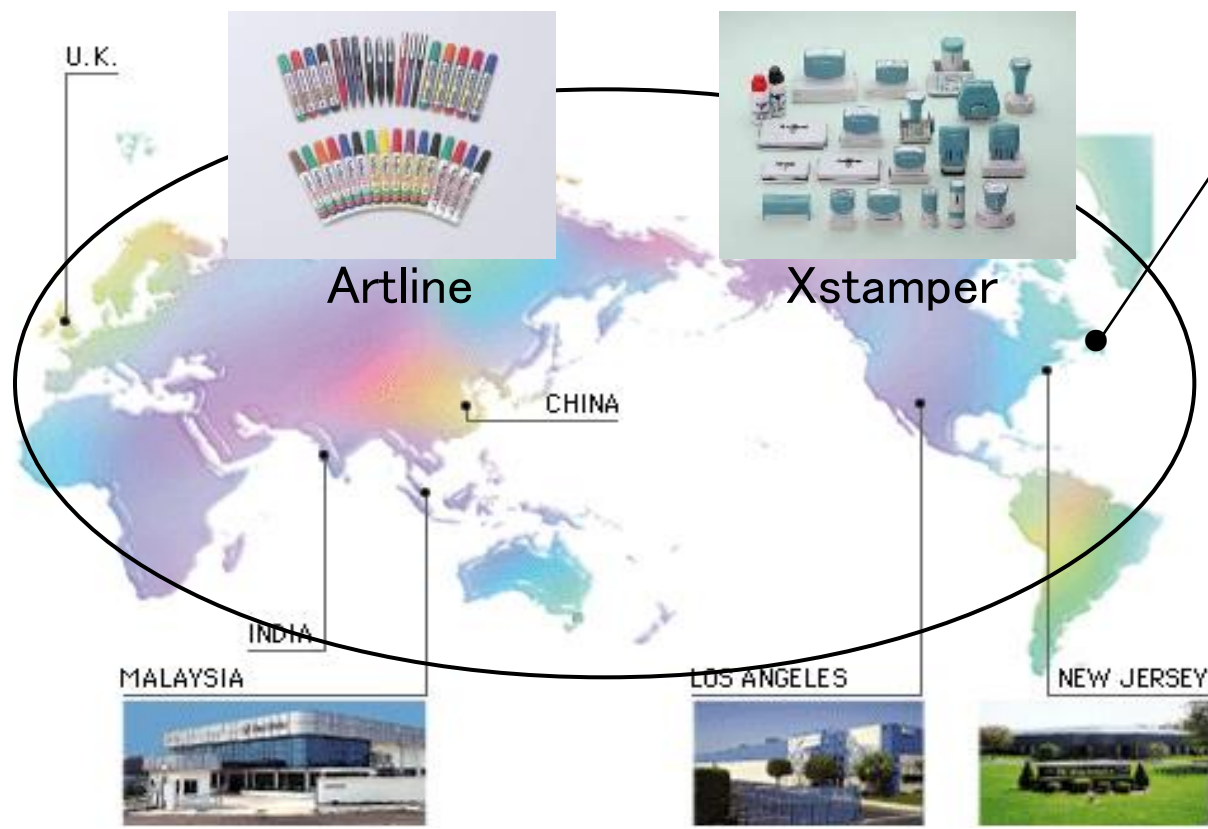 U.K.
Artline
Xstamper
CHINA
INDIA
MALAYSIA
LOS ANGELES
NEW JERSEY